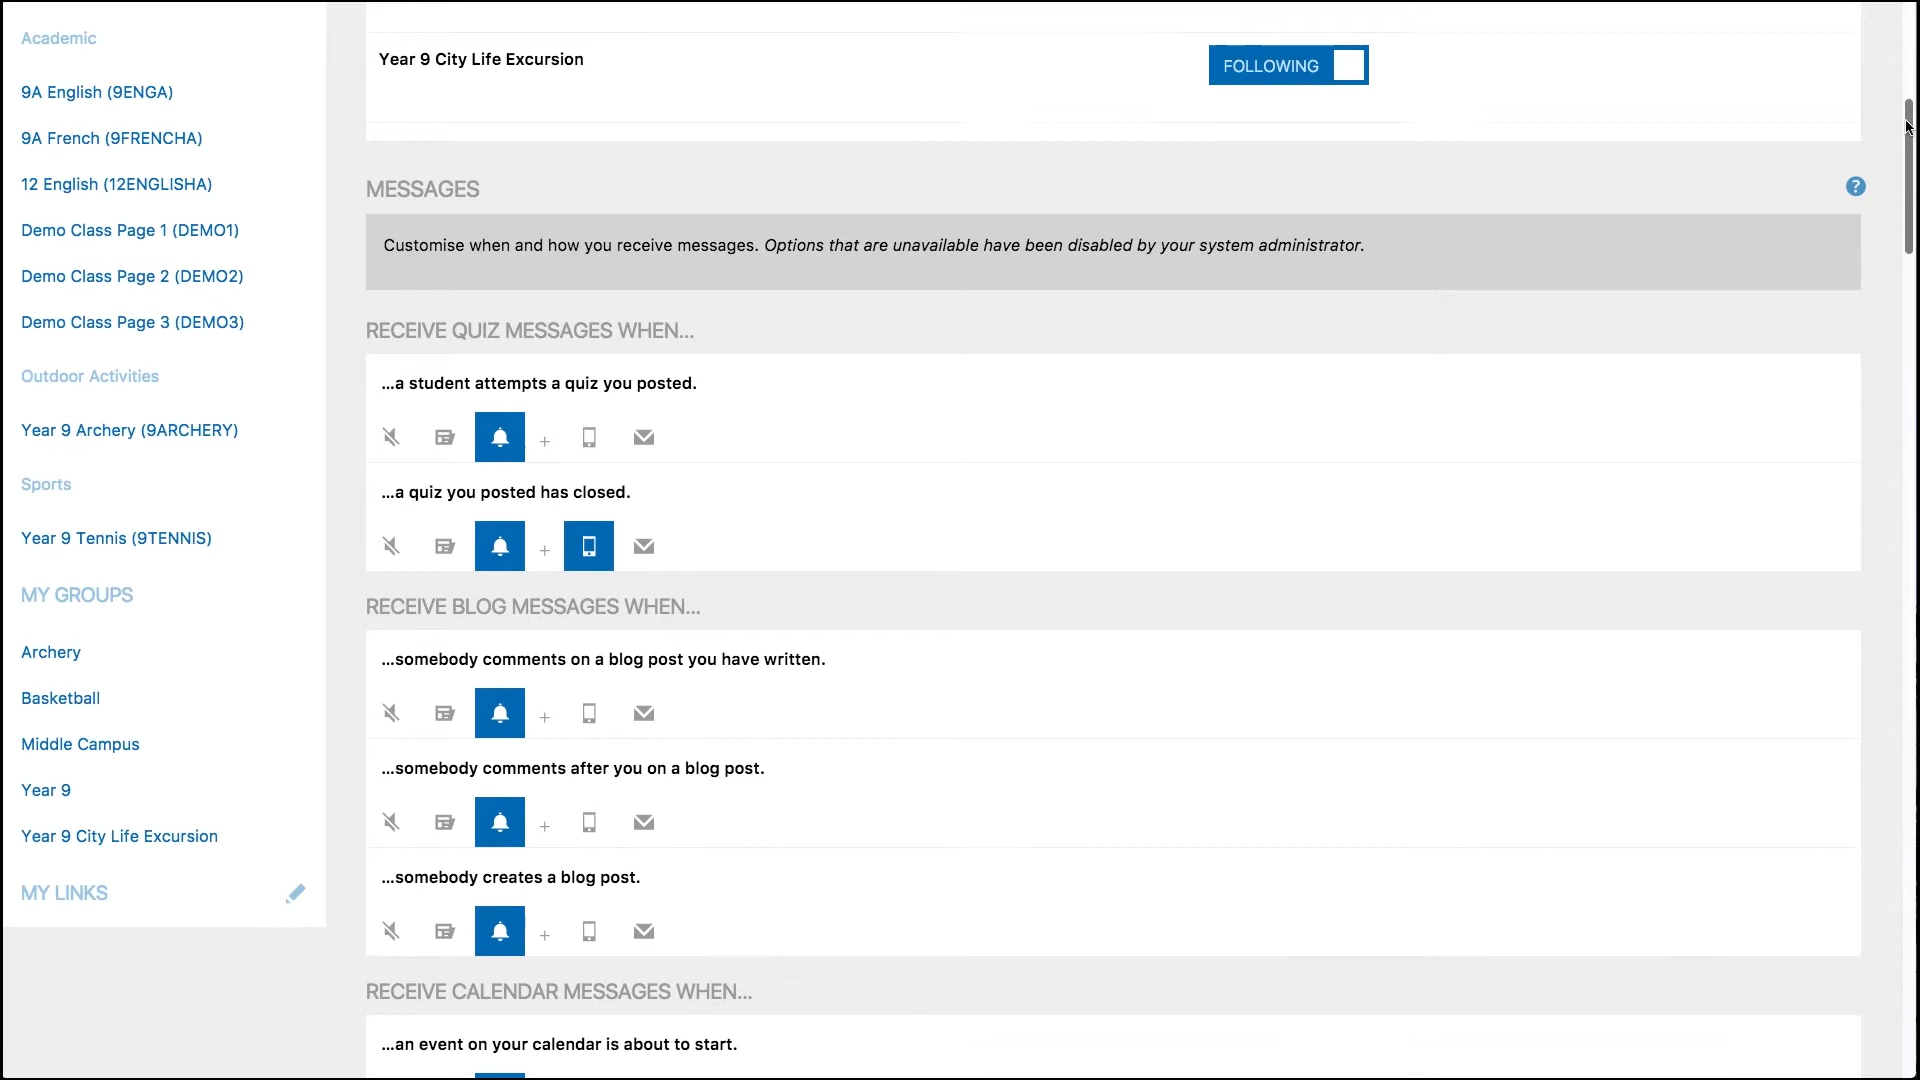 Academic
9A English (9ENGA)
9A French (9FRENCHA)
12 English (12ENGLISHA)
Demo Class Page 1 (DEMO1)
Demo Class Page 2 (DEMO2)
Demo Class Page 3 (DEMO3)
Outdoor Activities
Year 9 Archery (9ARCHERY)
Sports
Year 9 Tennis (9TENNIS)
MY GROUPS
Archery
Basketball
Middle Campus
Year 9
Year 9 City Life Excursion
MY LINKS
Year 9 City Life Excursion
FOLLOWING
MESSAGES
?
Customise when and how you receive messages. Options that are unavailable have been disabled by your system administrator.
RECEIVE QUIZ MESSAGES WHEN...
...a student attempts a quiz you posted.
+
...a quiz you posted has closed.
+
RECEIVE BLOG MESSAGES WHEN...
...somebody comments on a blog post you have written.
+
...somebody comments after you on a blog post.
+
...somebody creates a blog post.
+
RECEIVE CALENDAR MESSAGES WHEN...
...an event on your calendar is about to start.